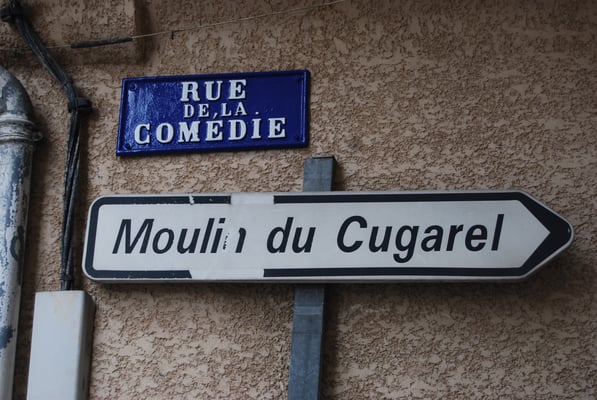 RUE
DE LA
COMÉDIE
Moulin du Cugarel